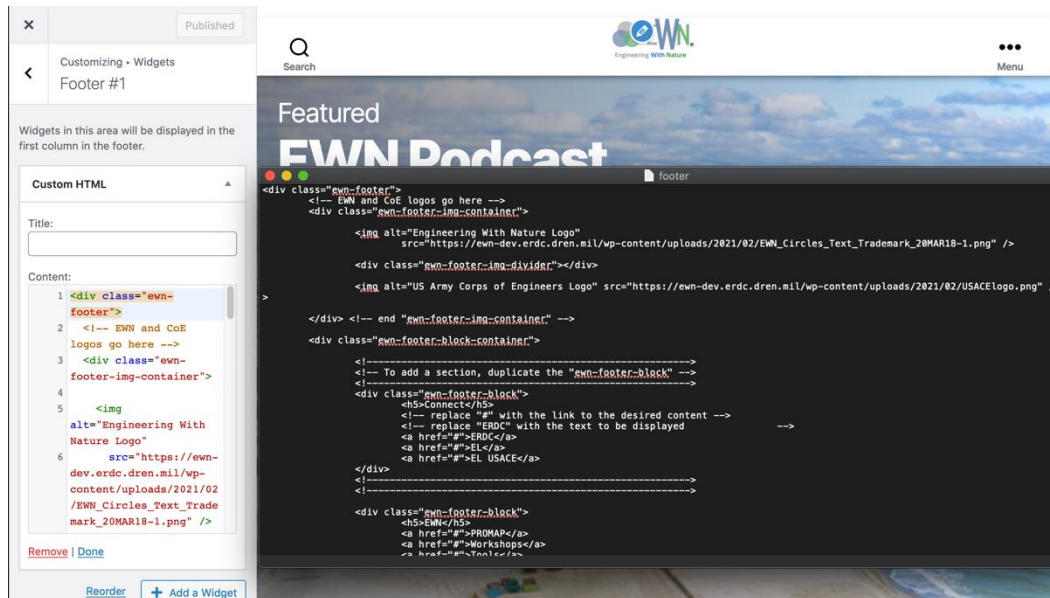 Published
Customizing ▸ Widgets
Footer #1
Widgets in this area will be displayed in the
first column in the footer.
Custom HTML
Title:
Content:
1 <div class="ewn-
footer">
2 <!-- EWN and CoE
logos go here -->
3 <div class="ewn-
footer-img-container">
4
5 <img
alt="Engineering With
Nature Logo"
6 src="https://ewn-
dev.erdc.dren.mil/wp-
content/uploads/2021/02
/EWN_Circles_Text_Trade
mark_20MAR18-1.png" />
Remove | Done
Reorder
+ Add a Widget
Search
EWN.
Engineering With Nature
Menu
Featured
EWN Podcast
footer
<div class="ewn-footer">
<!-- EWN and CoE logos go here -->
<div class="ewn-footer-img-container">
<img alt="Engineering With Nature Logo"
src="https://ewn-dev.erdc.dren.mil/wp-content/uploads/2021/02/EWN_Circles_Text_Trademark_20MAR18-1.png" />
<div class="ewn-footer-img-divider"></div>
<img alt="US Army Corps of Engineers Logo" src="https://ewn-dev.erdc.dren.mil/wp-content/uploads/2021/02/USACElogo.png" /
>
</div> <!-- end "ewn-footer-img-container" -->
<div class="ewn-footer-block-container">
<!-------------------------------------------------------->
<!-- To add a section, duplicate the "ewn-footer-block" -->
<!-------------------------------------------------------->
<div class="ewn-footer-block">
<h5>Connect</h5>
<!-- replace "#" with the link to the desired content -->
<!-- replace "ERDC" with the text to be displayed -->
<a href="#">ERDC</a>
<a href="#">EL</a>
<a href="#">EL USACE</a>
</div>
<!-------------------------------------------------------->
<!-------------------------------------------------------->
<div class="ewn-footer-block">
<h5>EWN</h5>
<a href="#">PROMAP</a>
<a href="#">Workshops</a>
<a href="#">Tools</a>